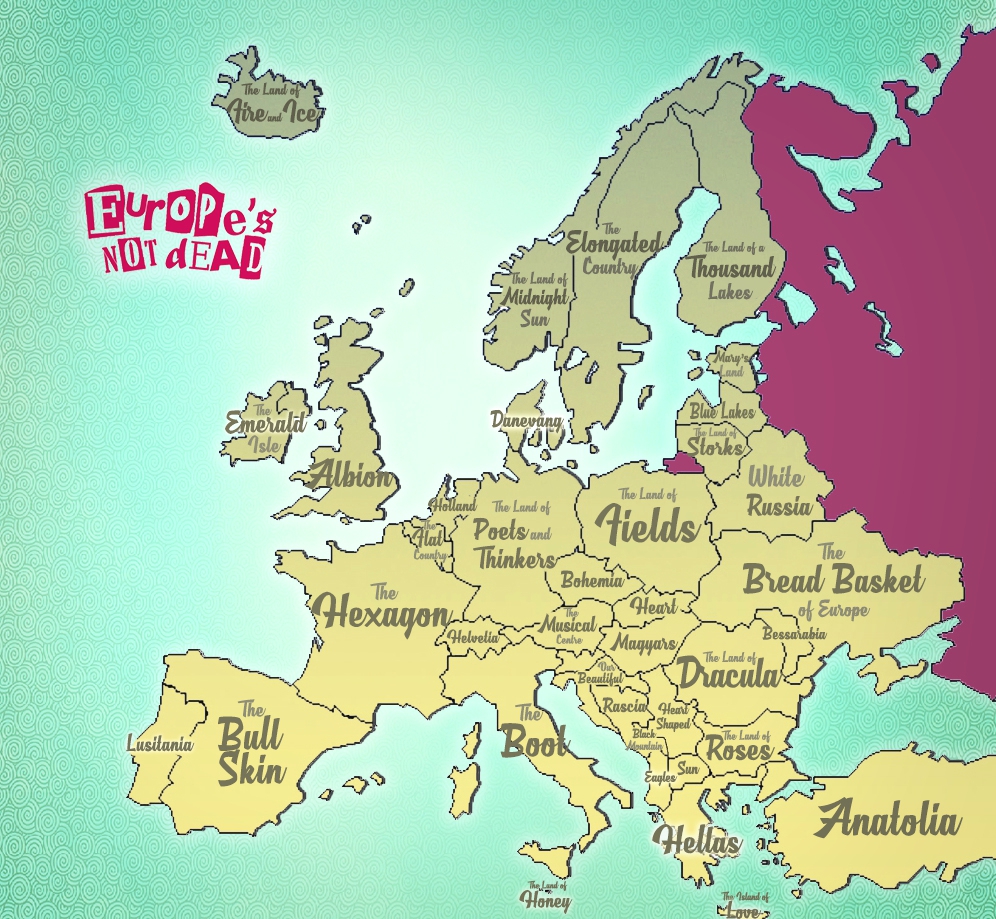 The Land of
Fire and Ice
Europe's
NOT dEAD
The
Elongated
Country
The Land of a
Thousand
Lakes
The Land of
Midnight
Sun
Mary's
Land
Blue Lakes
The Land of
Storks
Danevang
The
Emerald
Isle
Albion
White
Russia
Holland
The
Flat
Country
The Land of
Poets and
Thinkers
The Land of
Fields
The
Bread Basket
of Europe
Bohemia
The
Hexagon
Heart
The
Musical
Centre
Helvetia
Magyars
Bessarabia
The Land of
Dracula
Our
Beautiful
Rascia
Heart
Shaped
The
Bull
Skin
Lusitania
The
Boot
Black
Mountain
The Land of
Roses
Eagles
Sun
Anatolia
Hellas
The Land of
Honey
The Island of
Love